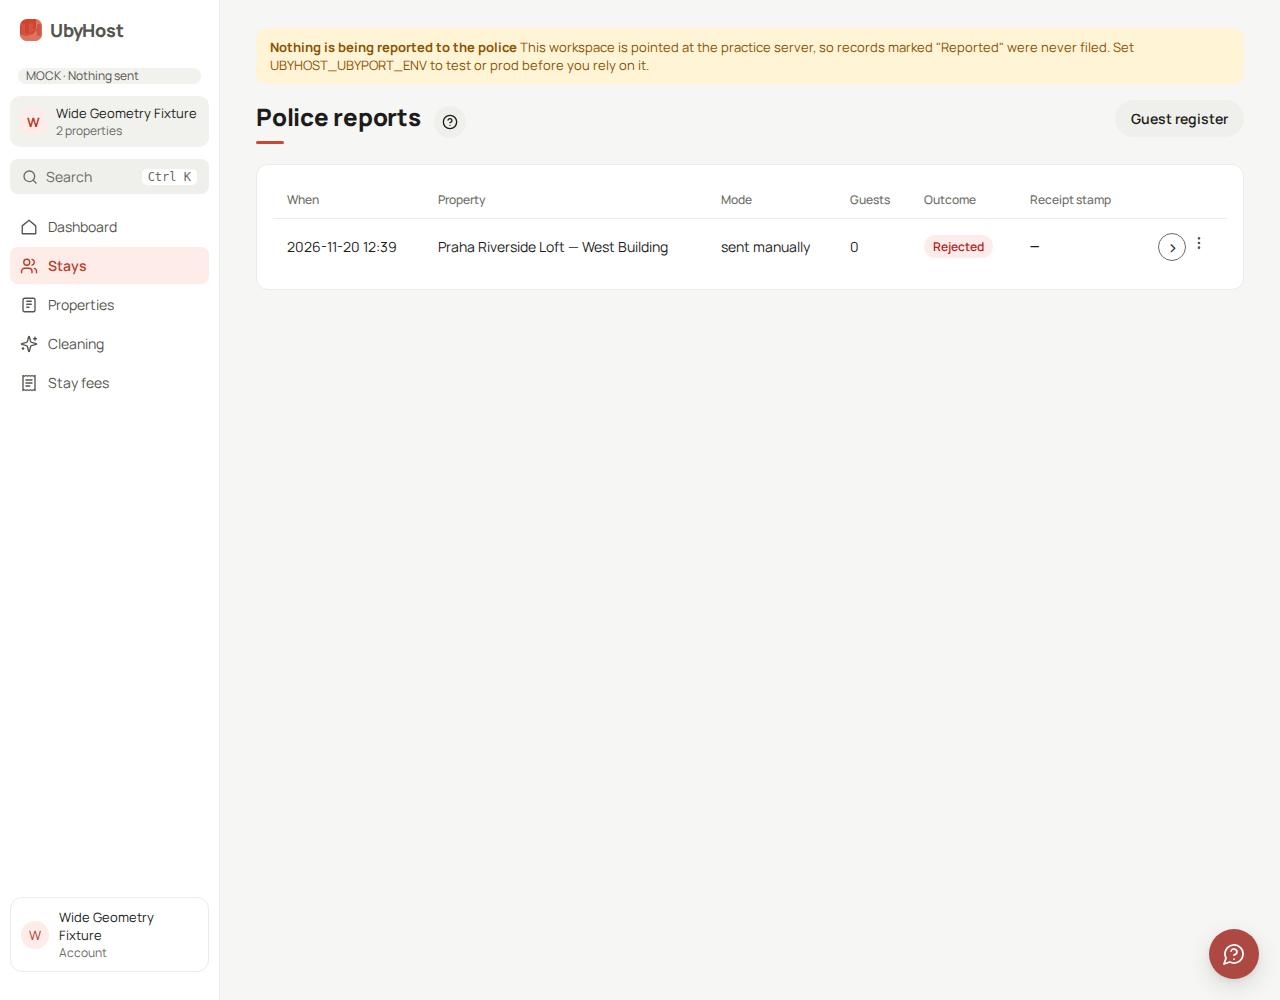 UbyHost
MOCK · Nothing sent
W
Wide Geometry Fixture
2 properties
Search
Ctrl K
Dashboard
Stays
Properties
Cleaning
Stay fees
W
Wide Geometry
Fixture
Account
Nothing is being reported to the police This workspace is pointed at the practice server, so records marked "Reported" were never filed. Set
UBYHOST_UBYPORT_ENV to test or prod before you rely on it.
Police reports
Guest register
When Property Mode Guests Outcome Receipt stamp
2026-11-20 12:39 Praha Riverside Loft — West Building sent manually 0 Rejected —